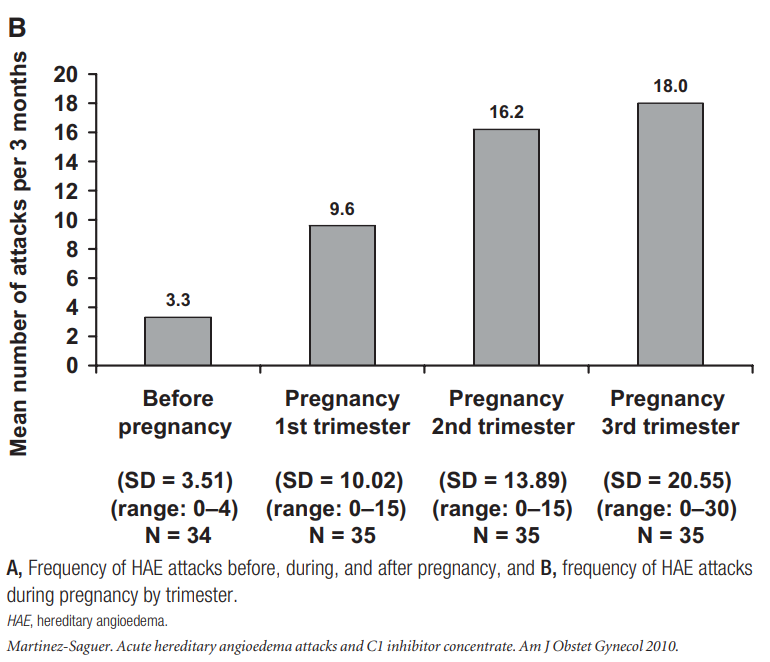 B
Mean number of attacks per 3 months
20
18
16
14
12
10
8
6
4
2
0
3.3
9.6
16.2
18.0
Before
pregnancy
(SD = 3.51)
(range: 0–4)
N = 34
Pregnancy
1st trimester
(SD = 10.02)
(range: 0–15)
N = 35
Pregnancy
2nd trimester
(SD = 13.89)
(range: 0–15)
N = 35
Pregnancy
3rd trimester
(SD = 20.55)
(range: 0–30)
N = 35
A, Frequency of HAE attacks before, during, and after pregnancy, and B, frequency of HAE attacks
during pregnancy by trimester.
HAE, hereditary angioedema.
Martinez-Saguer. Acute hereditary angioedema attacks and C1 inhibitor concentrate. Am J Obstet Gynecol 2010.